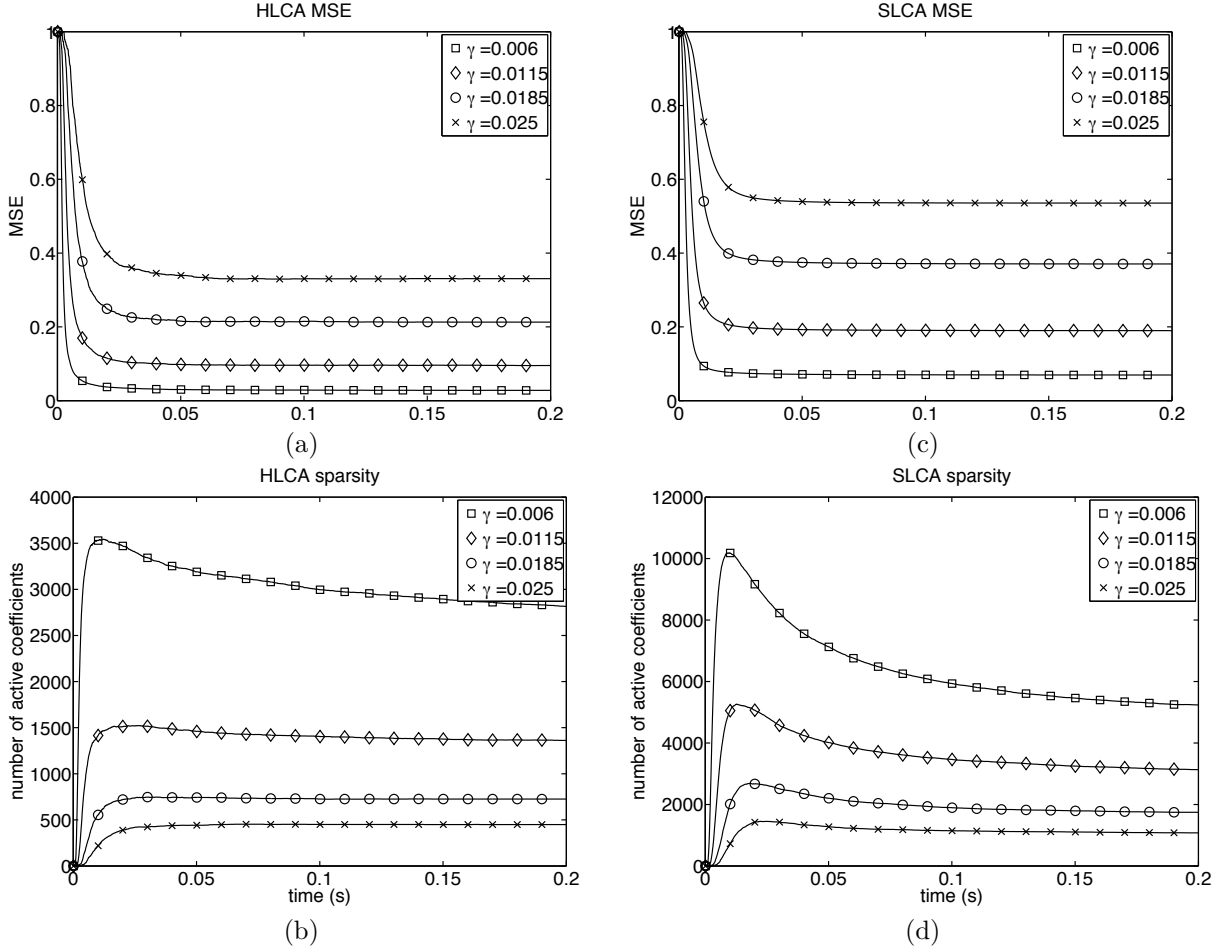 HLCA MSE
1
0.8
0.6
0.4
0.2
0
MSE
0
0.05
0.1
0.15
0.2
γ =0.006
γ =0.0115
γ =0.0185
γ =0.025
(a)
SLCA MSE
1
0.8
0.6
0.4
0.2
0
MSE
0
0.05
0.1
0.15
0.2
γ =0.006
γ =0.0115
γ =0.0185
γ =0.025
(c)
HLCA sparsity
4000
3500
3000
2500
2000
1500
1000
500
0
number of active coefficients
0
0.05
0.1
0.15
0.2
time (s)
γ =0.006
γ =0.0115
γ =0.0185
γ =0.025
(b)
SLCA sparsity
12000
10000
8000
6000
4000
2000
0
number of active coefficients
0
0.05
0.1
0.15
0.2
time (s)
γ =0.006
γ =0.0115
γ =0.0185
γ =0.025
(d)